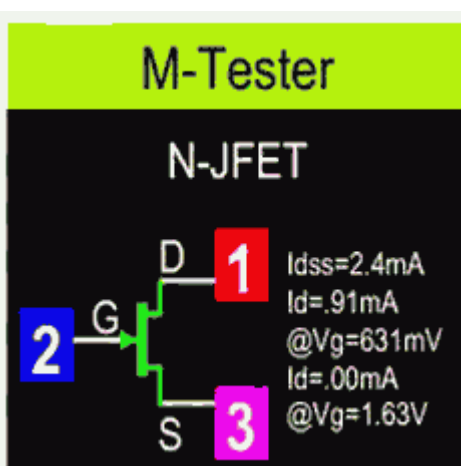 M-Tester
N-JFET
D
1
Idss=2.4mA
Id=.91mA
2
G
@Vg=631mV
Id=.00mA
S
3
@Vg=1.63V